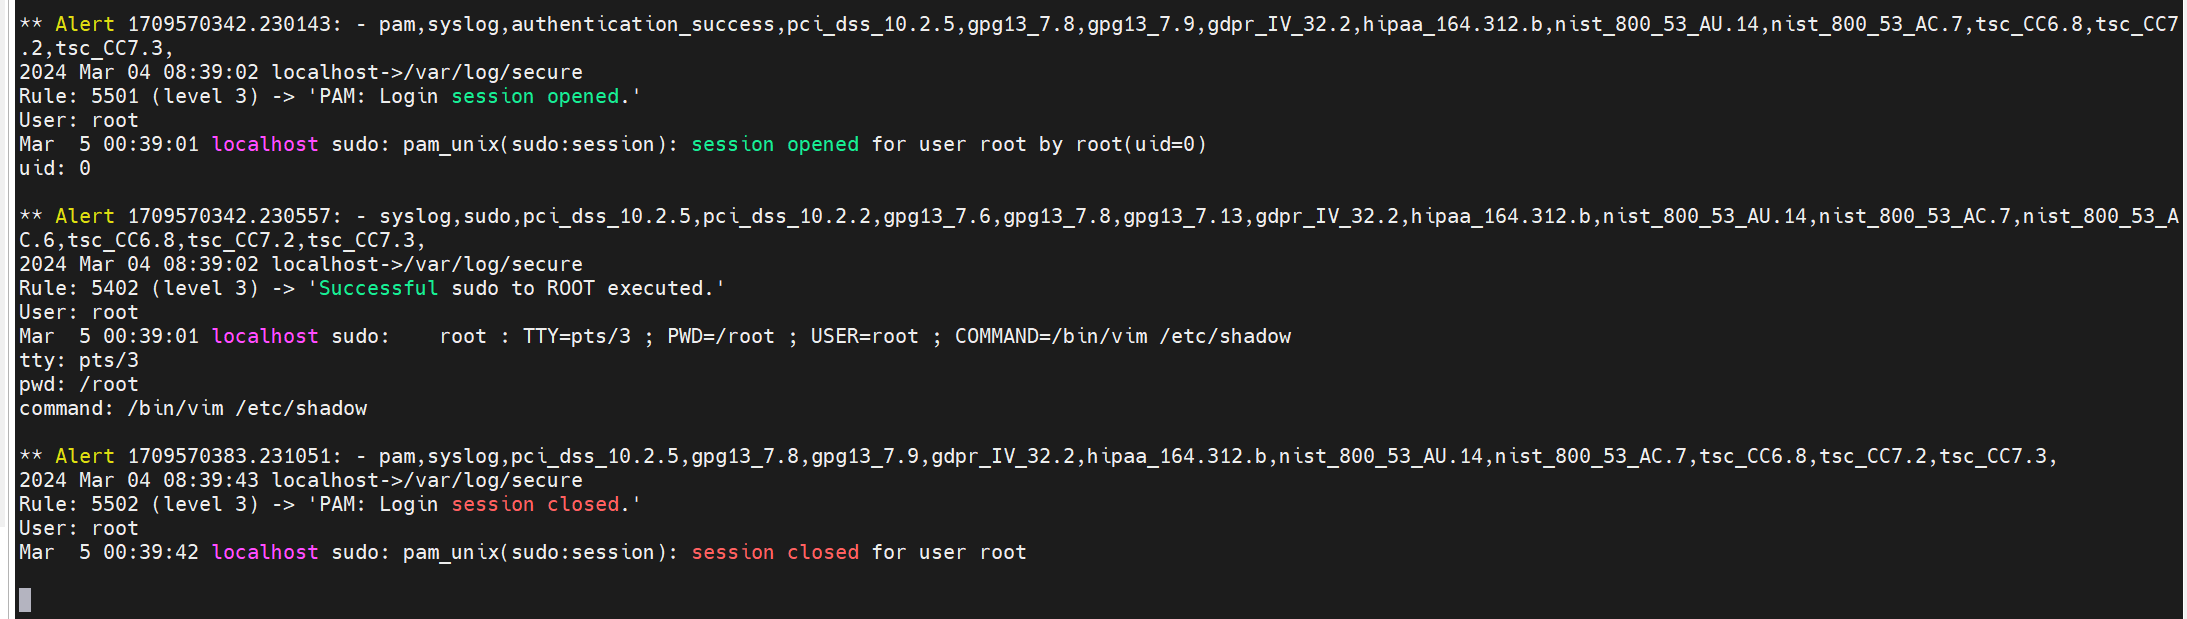 ** Alert 1709570342.230143: - pam,syslog,authentication_success,pci_dss_10.2.5,gpg13_7.8,gpg13_7.9,gdpr_IV_32.2,hipaa_164.312.b,nist_800_53_AU.14,nist_800_53_AC.7,tsc_CC6.8,tsc_CC7
.2,tsc_CC7.3,
2024 Mar 04 08:39:02 localhost->/var/log/secure
Rule: 5501 (level 3) -> 'PAM: Login session opened.'
User: root
Mar  5 00:39:01 localhost sudo: pam_unix(sudo:session): session opened for user root by root(uid=0)
uid: 0
** Alert 1709570342.230557: - syslog,sudo,pci_dss_10.2.5,pci_dss_10.2.2,gpg13_7.6,gpg13_7.8,gpg13_7.13,gdpr_IV_32.2,hipaa_164.312.b,nist_800_53_AU.14,nist_800_53_AC.7,nist_800_53_A
C.6,tsc_CC6.8,tsc_CC7.2,tsc_CC7.3,
2024 Mar 04 08:39:02 localhost->/var/log/secure
Rule: 5402 (level 3) -> 'Successful sudo to ROOT executed.'
User: root
Mar  5 00:39:01 localhost sudo:    root : TTY=pts/3 ; PWD=/root ; USER=root ; COMMAND=/bin/vim /etc/shadow
tty: pts/3
pwd: /root
command: /bin/vim /etc/shadow
** Alert 1709570383.231051: - pam,syslog,pci_dss_10.2.5,gpg13_7.8,gpg13_7.9,gdpr_IV_32.2,hipaa_164.312.b,nist_800_53_AU.14,nist_800_53_AC.7,tsc_CC6.8,tsc_CC7.2,tsc_CC7.3,
2024 Mar 04 08:39:43 localhost->/var/log/secure
Rule: 5502 (level 3) -> 'PAM: Login session closed.'
User: root
Mar  5 00:39:42 localhost sudo: pam_unix(sudo:session): session closed for user root